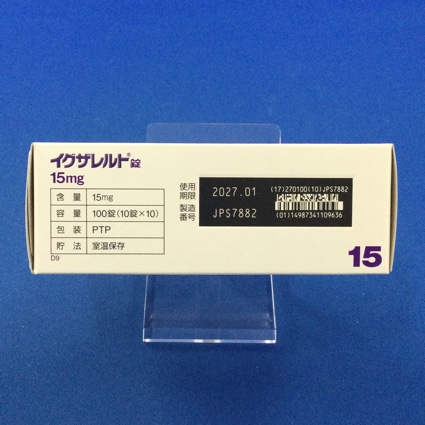 イグザレルト®錠
15mg
含量 15mg
容量 100錠(10錠×10)
包装 PTP
貯法 室温保存
D9
使用期限 2027.01
製造番号 JPS7882
(17)270100(10)JPS7882
(01)14987341109636
15